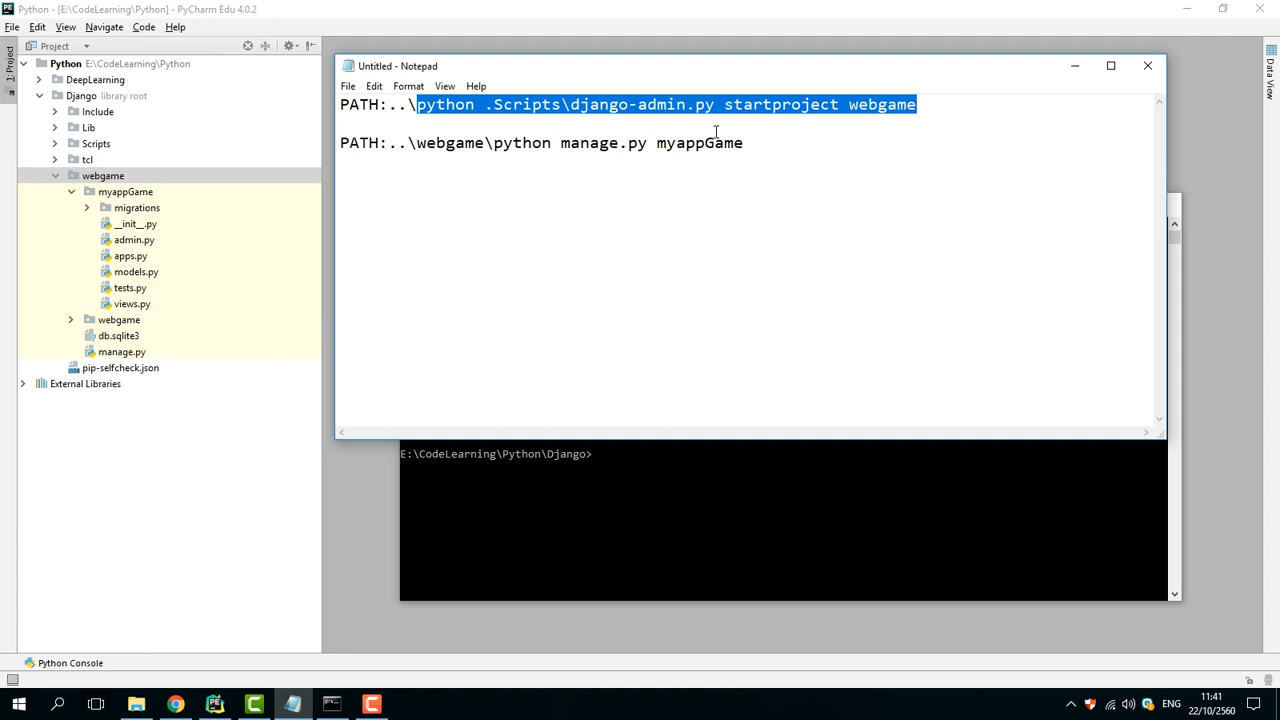 Python - [E:\CodeLearning\Python] - PyCharm Edu 4.0.2
File Edit View Navigate Code Help
Project
1: Project
Data View
Python E:\CodeLearning\Python
DeepLearning
Django library root
Include
Lib
Scripts
tcl
webgame
myappGame
migrations
__init__.py
admin.py
apps.py
models.py
tests.py
views.py
webgame
db.sqlite3
manage.py
pip-selfcheck.json
External Libraries
Untitled - Notepad
File Edit Format View Help
PATH:..\python .Scripts\django-admin.py startproject webgame
PATH:..\webgame\python manage.py myappGame
E:\CodeLearning\Python\Django>
Python Console
ENG
11:41
22/10/2560